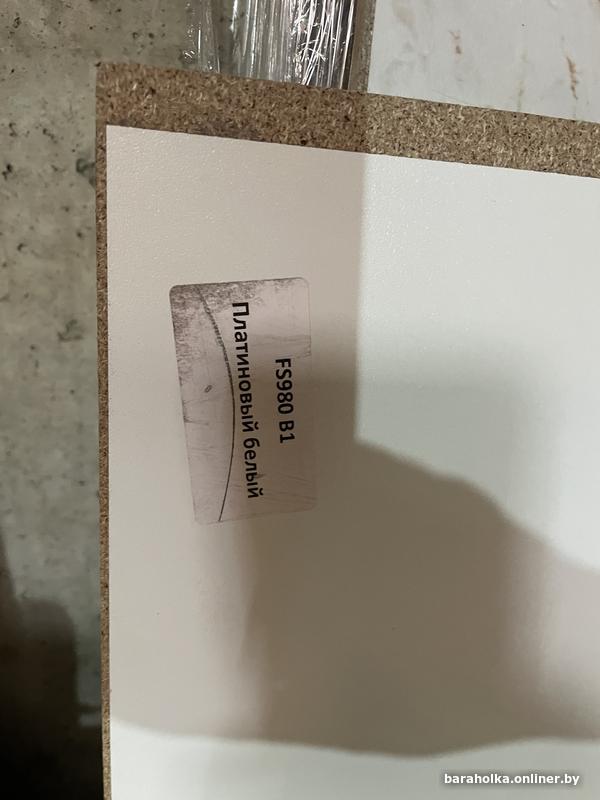 FS980 B1
Платиновый белый
baraholka.onliner.by